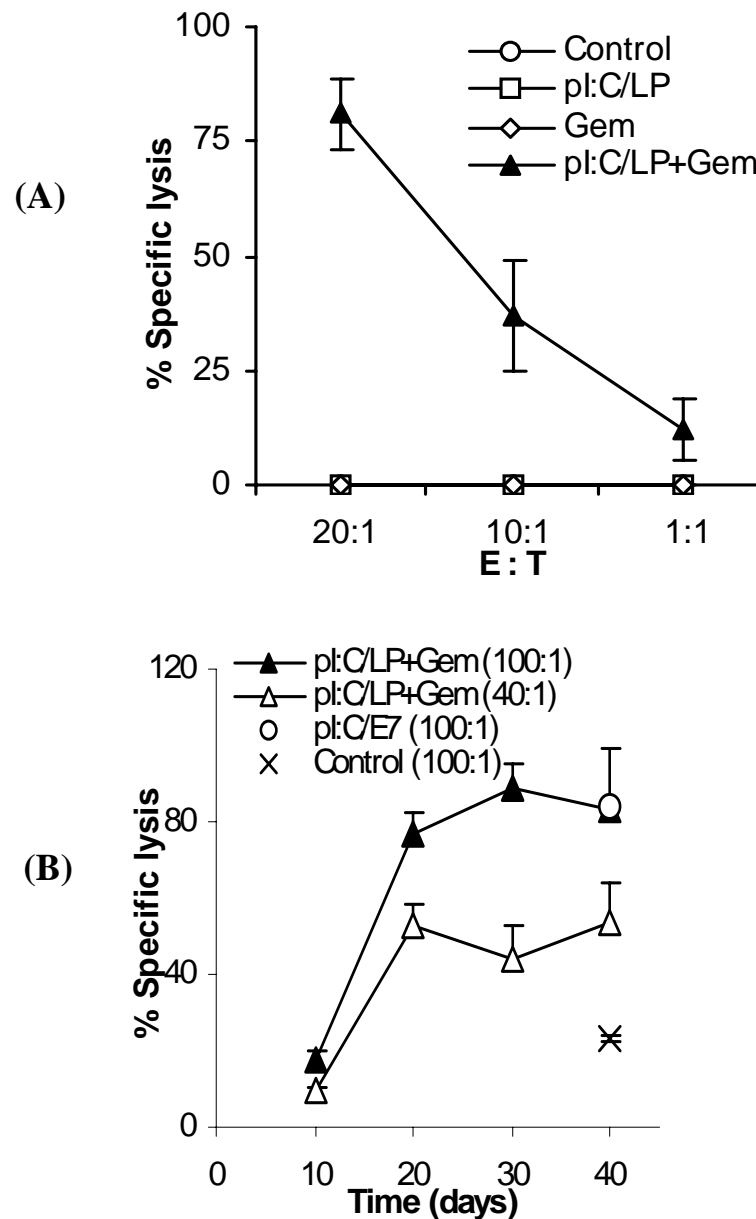 100
Control
pI:C/LP
Gem
pI:C/LP+Gem
75
(A)
% Specific lysis
50
25
0
20:1 10:1 1:1
E : T
120
pI:C/LP+Gem (100:1)
pI:C/LP+Gem (40:1)
pI:C/E7 (100:1)
Control (100:1)
80
(B)
% Specific lysis
40
0
0 10 20 30 40
Time (days)